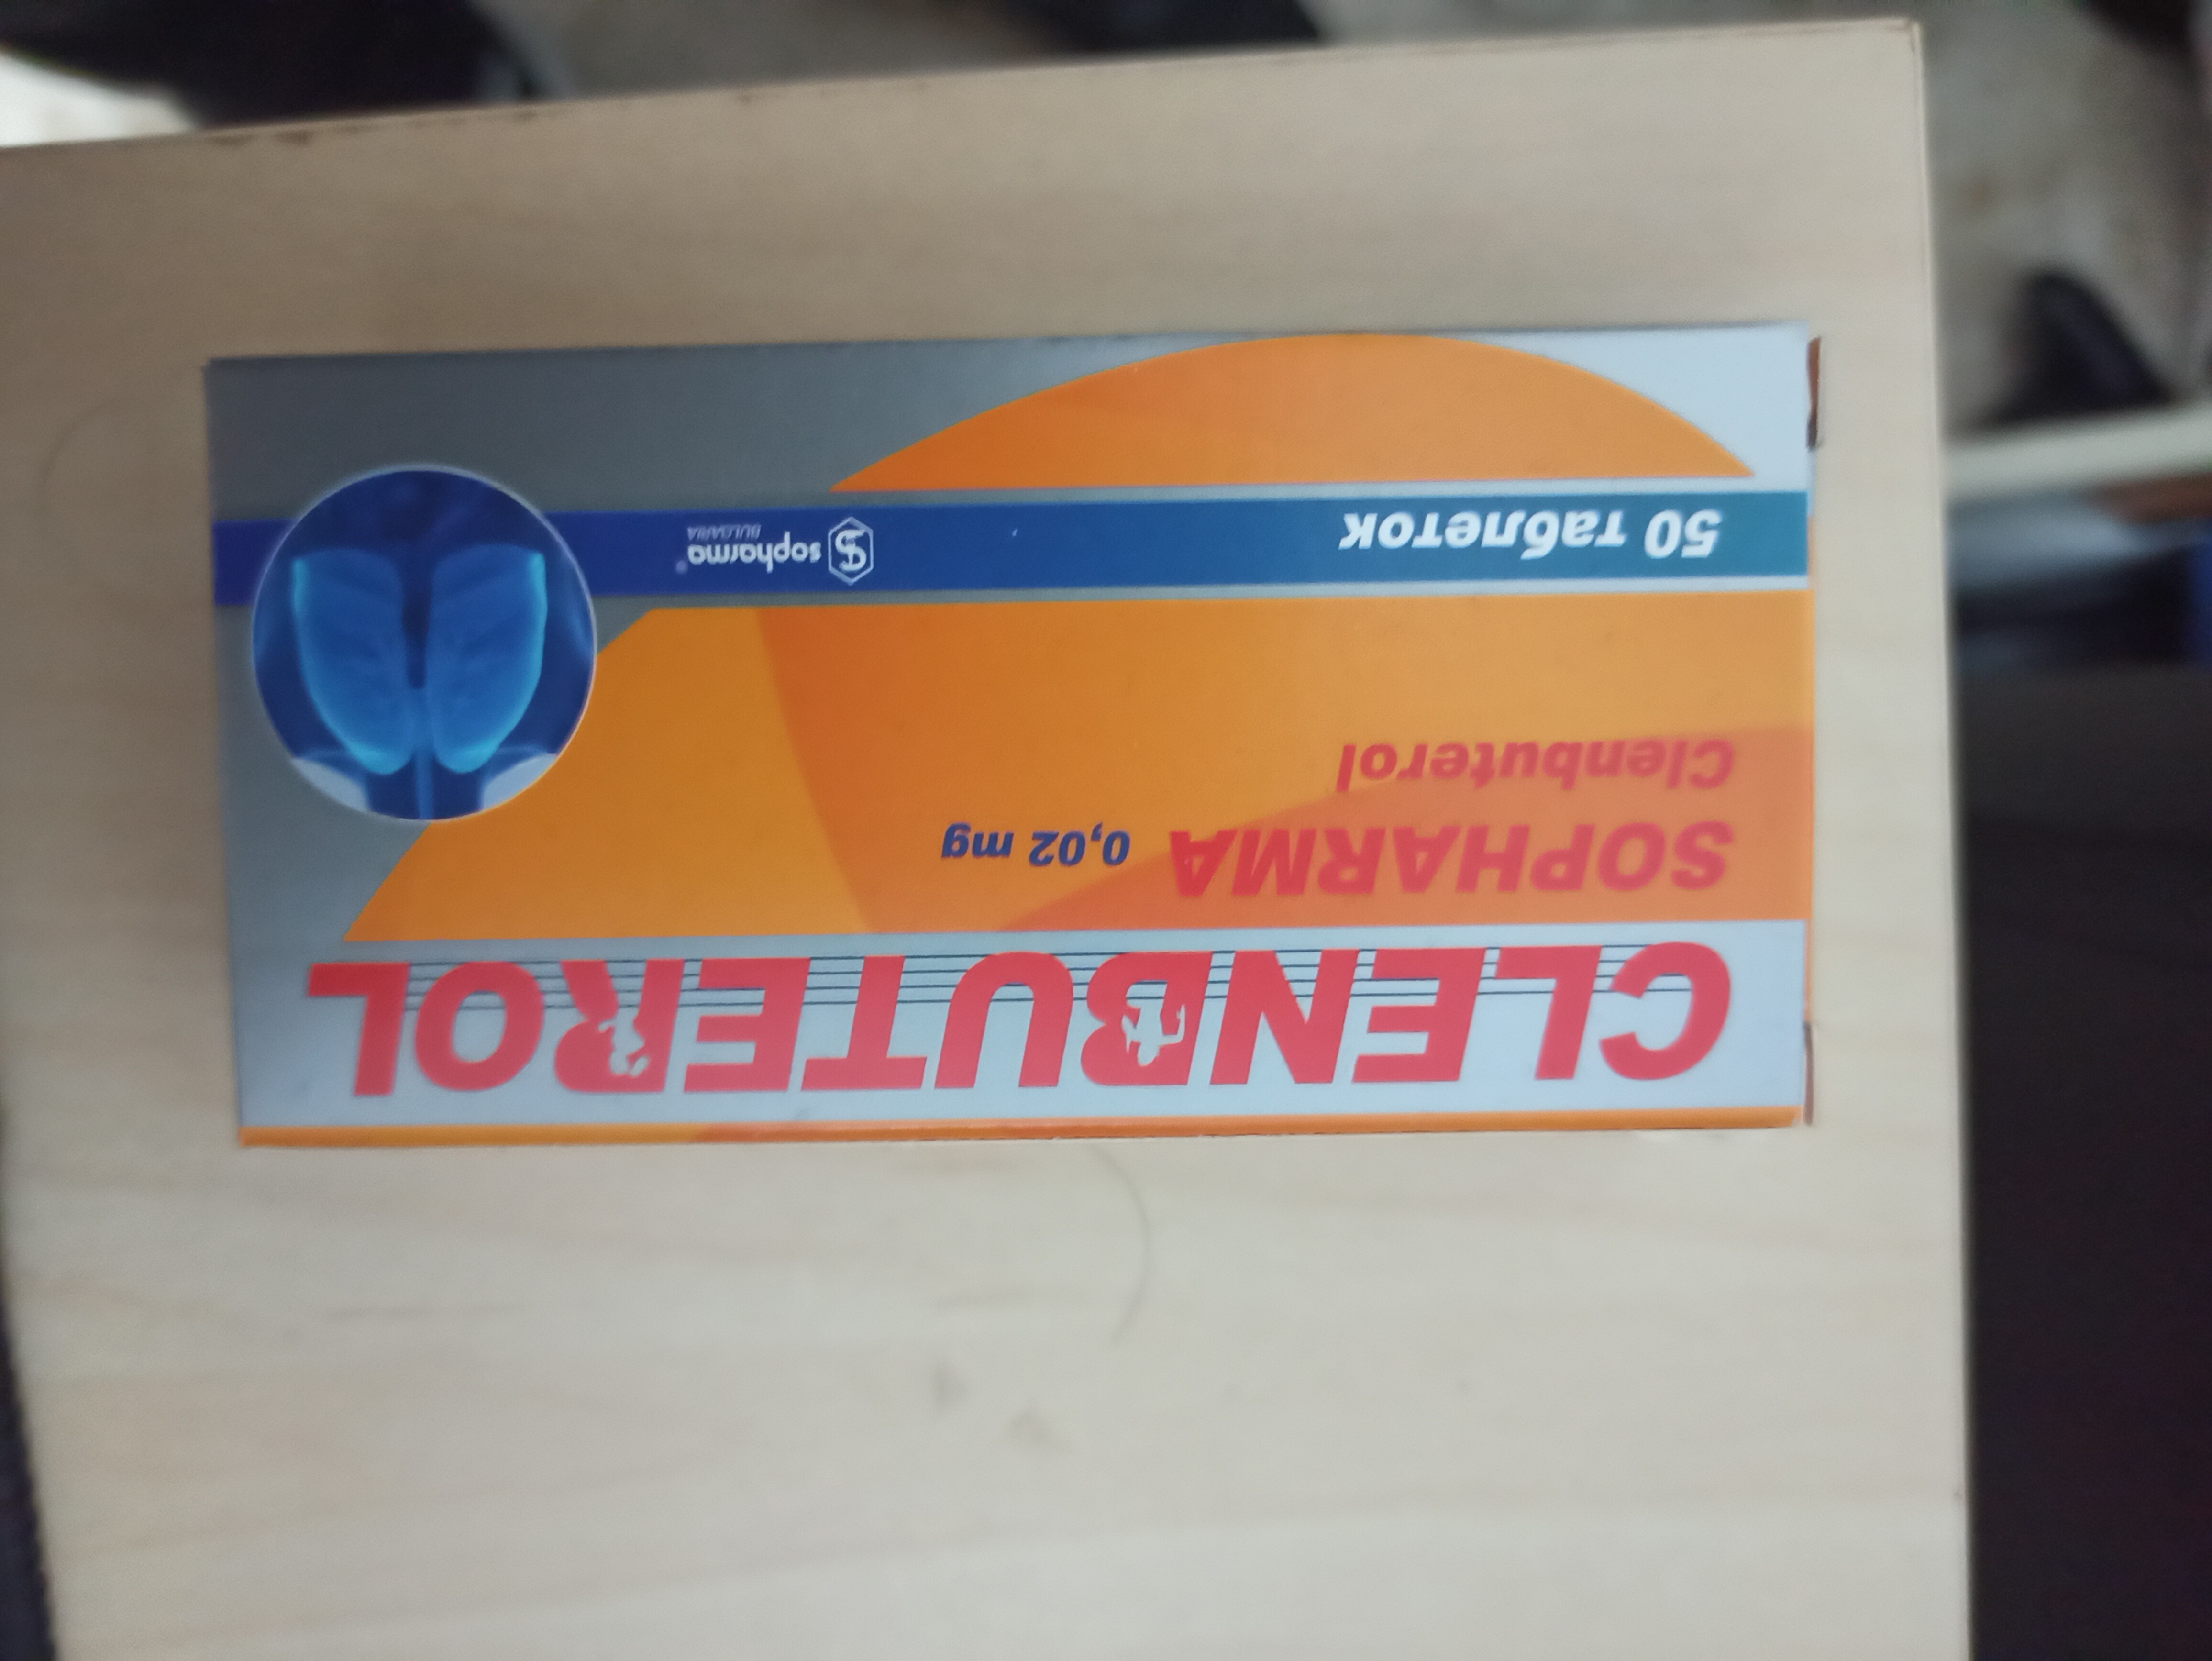 CLENBUTEROL
SOPHARMA 0,02 mg
Clenbuterol
50 таблеток
sopharma®
BULGARIA